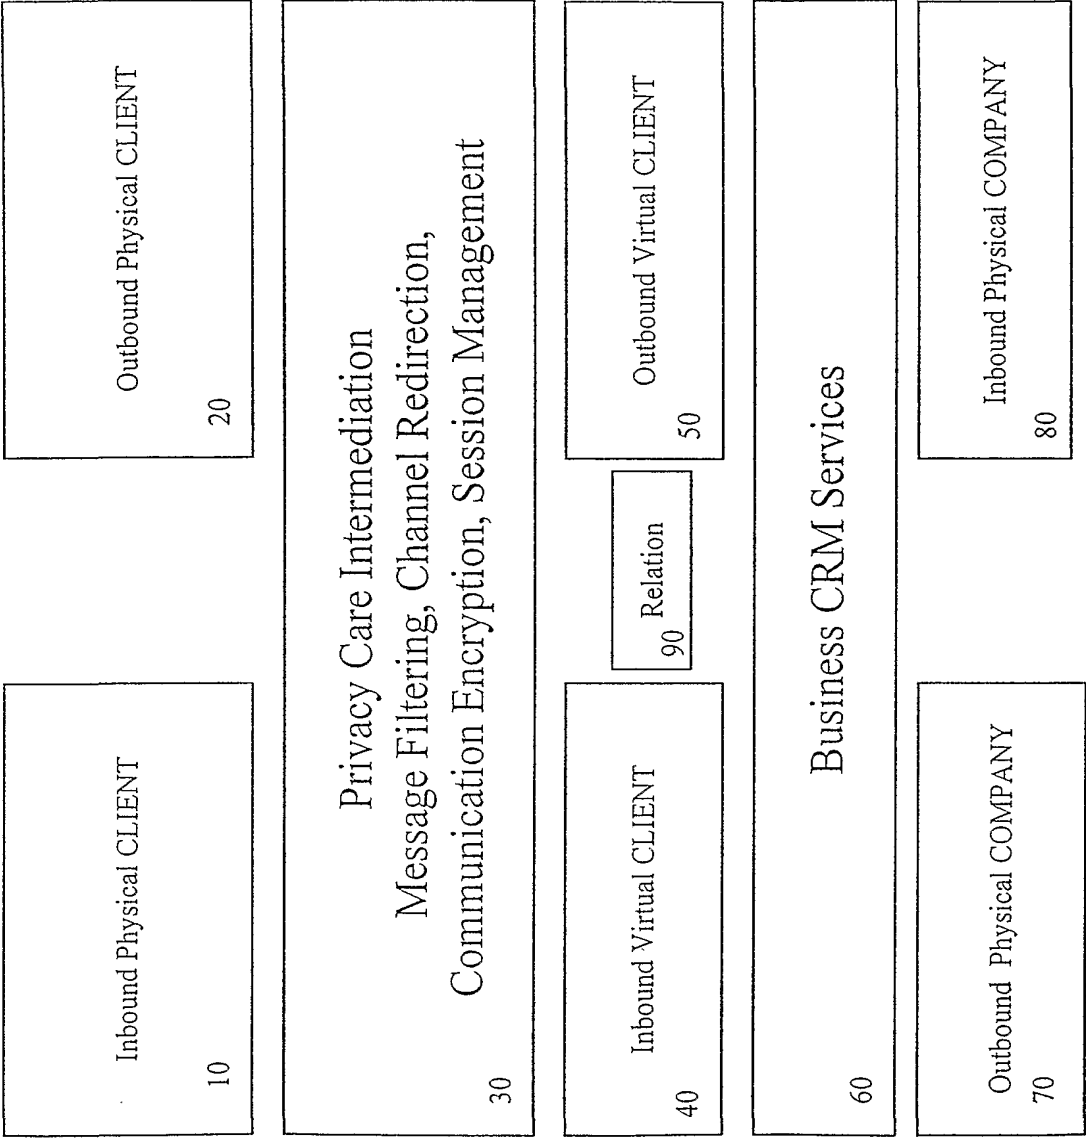 Inbound Physical CLIENT
10
Outbound Physical CLIENT
20
Privacy Care Intermediation
Message Filtering, Channel Redirection,
Communication Encryption, Session Management
30
Inbound Virtual CLIENT
40
Relation
90
Outbound Virtual CLIENT
50
Business CRM Services
60
Outbound Physical COMPANY
70
Inbound Physical COMPANY
80